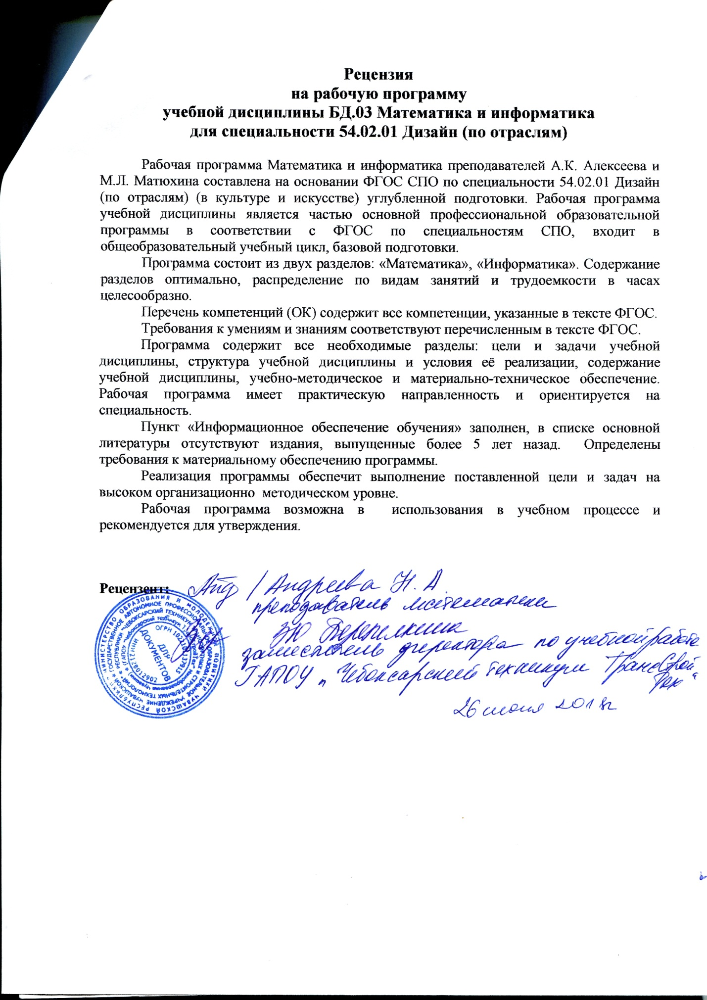 Рецензия
на рабочую программу
учебной дисциплины БД.03 Математика и информатика
для специальности 54.02.01 Дизайн (по отраслям)
Рабочая программа Математика и информатика преподавателей А.К. Алексеева и
М.Л. Матюхина составлена на основании ФГОС СПО по специальности 54.02.01 Дизайн
(по отраслям) (в культуре и искусстве) углубленной подготовки. Рабочая программа
учебной дисциплины является частью основной профессиональной образовательной
программы в соответствии с ФГОС по специальностям СПО, входит в
общеобразовательный учебный цикл, базовой подготовки.
Программа состоит из двух разделов: «Математика», «Информатика». Содержание
разделов оптимально, распределение по видам занятий и трудоемкости в часах
целесообразно.
Перечень компетенций (ОК) содержит все компетенции, указанные в тексте ФГОС.
Требования к умениям и знаниям соответствуют перечисленным в тексте ФГОС.
Программа содержит все необходимые разделы: цели и задачи учебной
дисциплины, структура учебной дисциплины и условия её реализации, содержание
учебной дисциплины, учебно-методическое и материально-техническое обеспечение.
Рабочая программа имеет практическую направленность и ориентируется на
специальность.
Пункт «Информационное обеспечение обучения» заполнен, в списке основной
литературы отсутствуют издания, выпущенные более 5 лет назад. Определены
требования к материальному обеспечению программы.
Реализация программы обеспечит выполнение поставленной цели и задач на
высоком организационно методическом уровне.
Рабочая программа возможна в использования в учебном процессе и
рекомендуется для утверждения.
Рецензент: / Андреева Н. А.
преподаватель математики
заместитель директора по учебной работе
ГАПОУ "Чебоксарский техникум ТрансСтрой
Тех"
26 июня 2018г
МИНИСТЕРСТВО ОБРАЗОВАНИЯ И МОЛОДЕЖНОЙ ПОЛИТИКИ ЧУВАШСКОЙ РЕСПУБЛИКИ
ДЛЯ
ДОКУМЕНТОВ